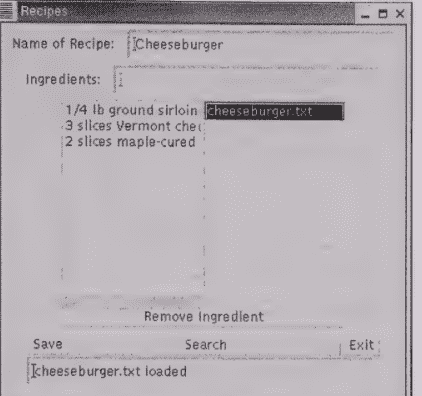 Recipes
Name of Recipe: Cheeseburger
Ingredients:
1/4 lb ground sirloin
3 slices Vermont che
2 slices maple-cured
cheeseburger.txt
Remove ingredient
Save Search Exit
cheeseburger.txt loaded